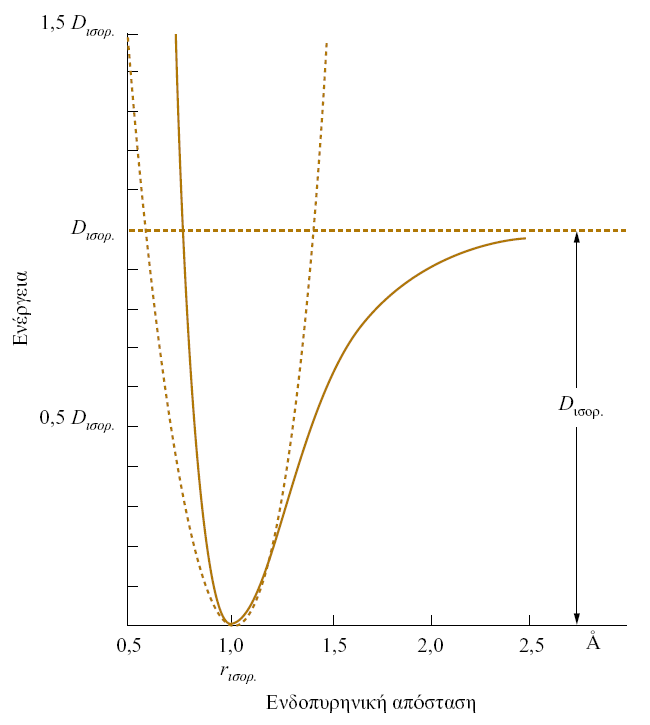 1,5 Dισορ.
Dισορ.
Ενέργεια
0,5 Dισορ.
Dισορ.
0,5 1,0 1,5 2,0 2,5 Å
rισορ.
Ενδοπυρηνική απόσταση